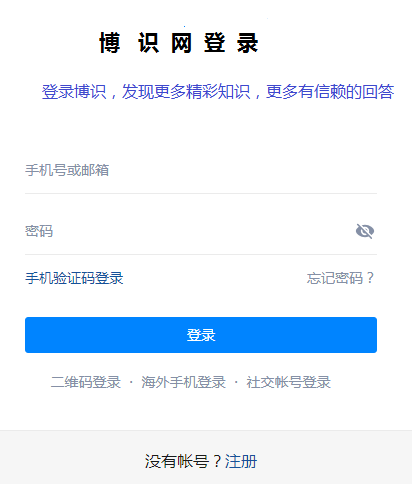 博 识 网 登 录
登录博识，发现更多精彩知识，更多有信赖的回答
手机号或邮箱
密码
手机验证码登录 忘记密码？
登录
二维码登录 · 海外手机登录 · 社交帐号登录
没有帐号？注册